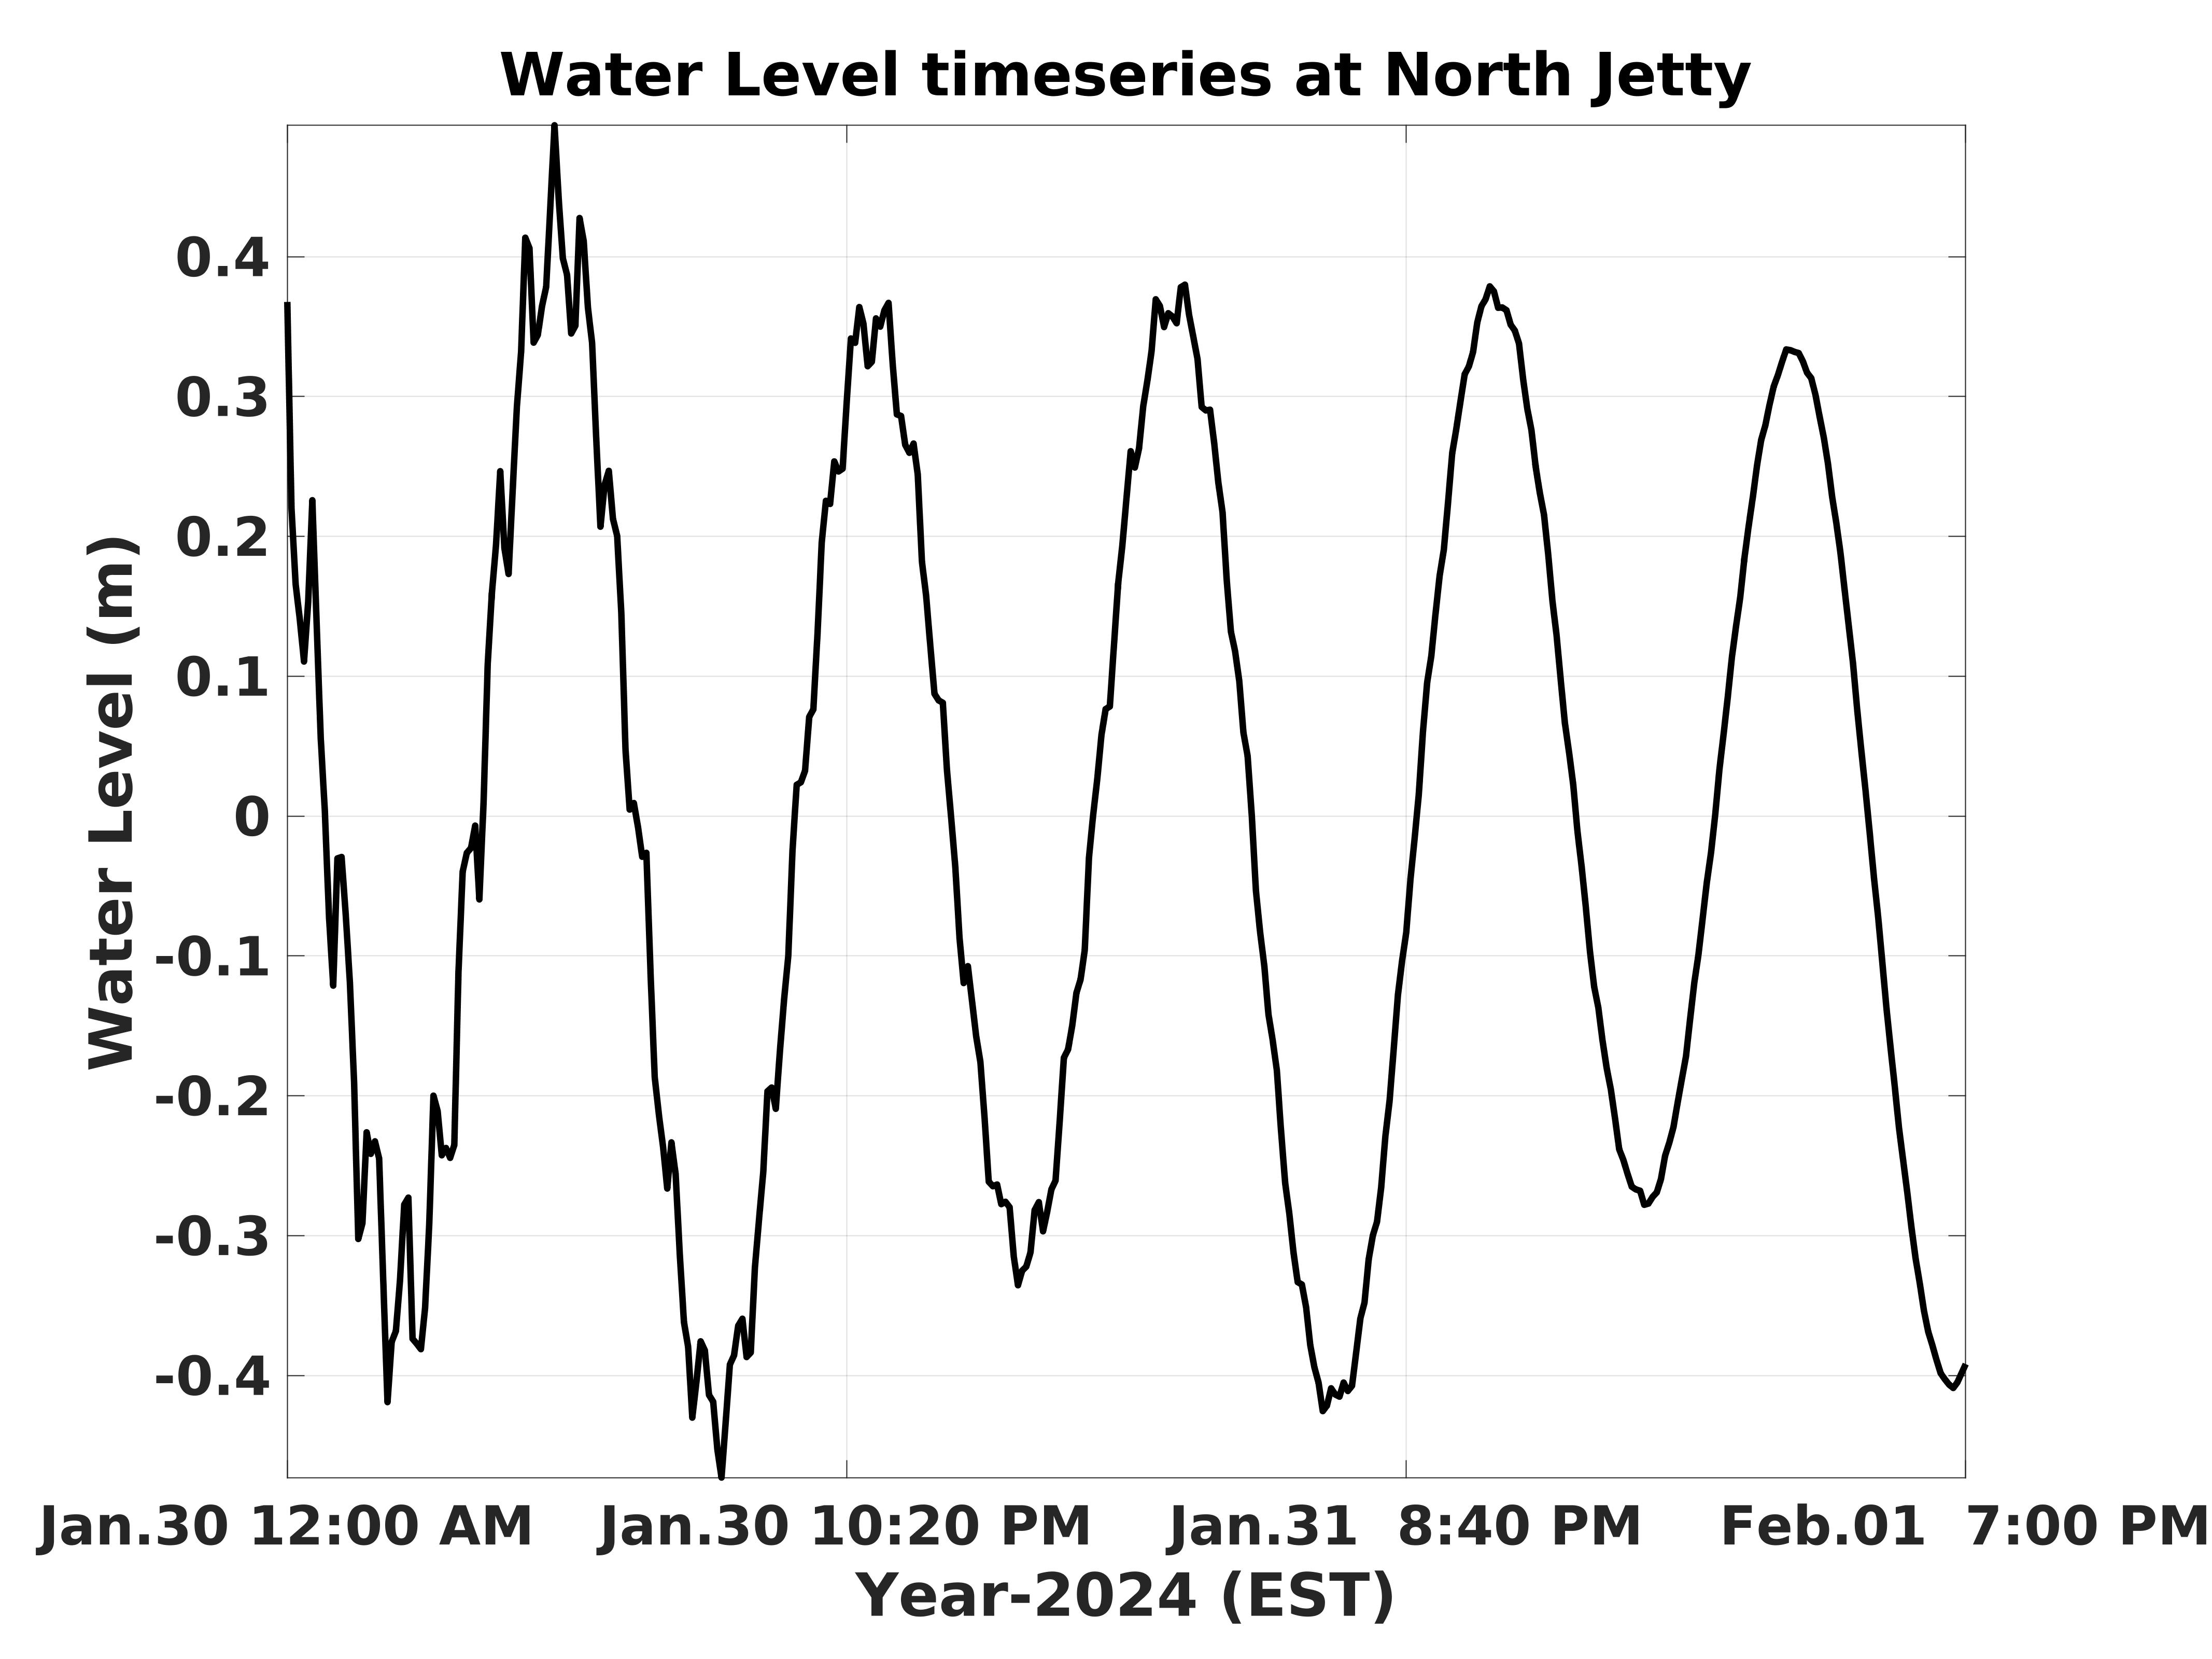 Water Level timeseries at North Jetty
Water Level (m)
0.4
0.3
0.2
0.1
0
-0.1
-0.2
-0.3
-0.4
Jan.30 12:00 AM Jan.30 10:20 PM Jan.31 8:40 PM Feb.01 7:00 PM
Year-2024 (EST)